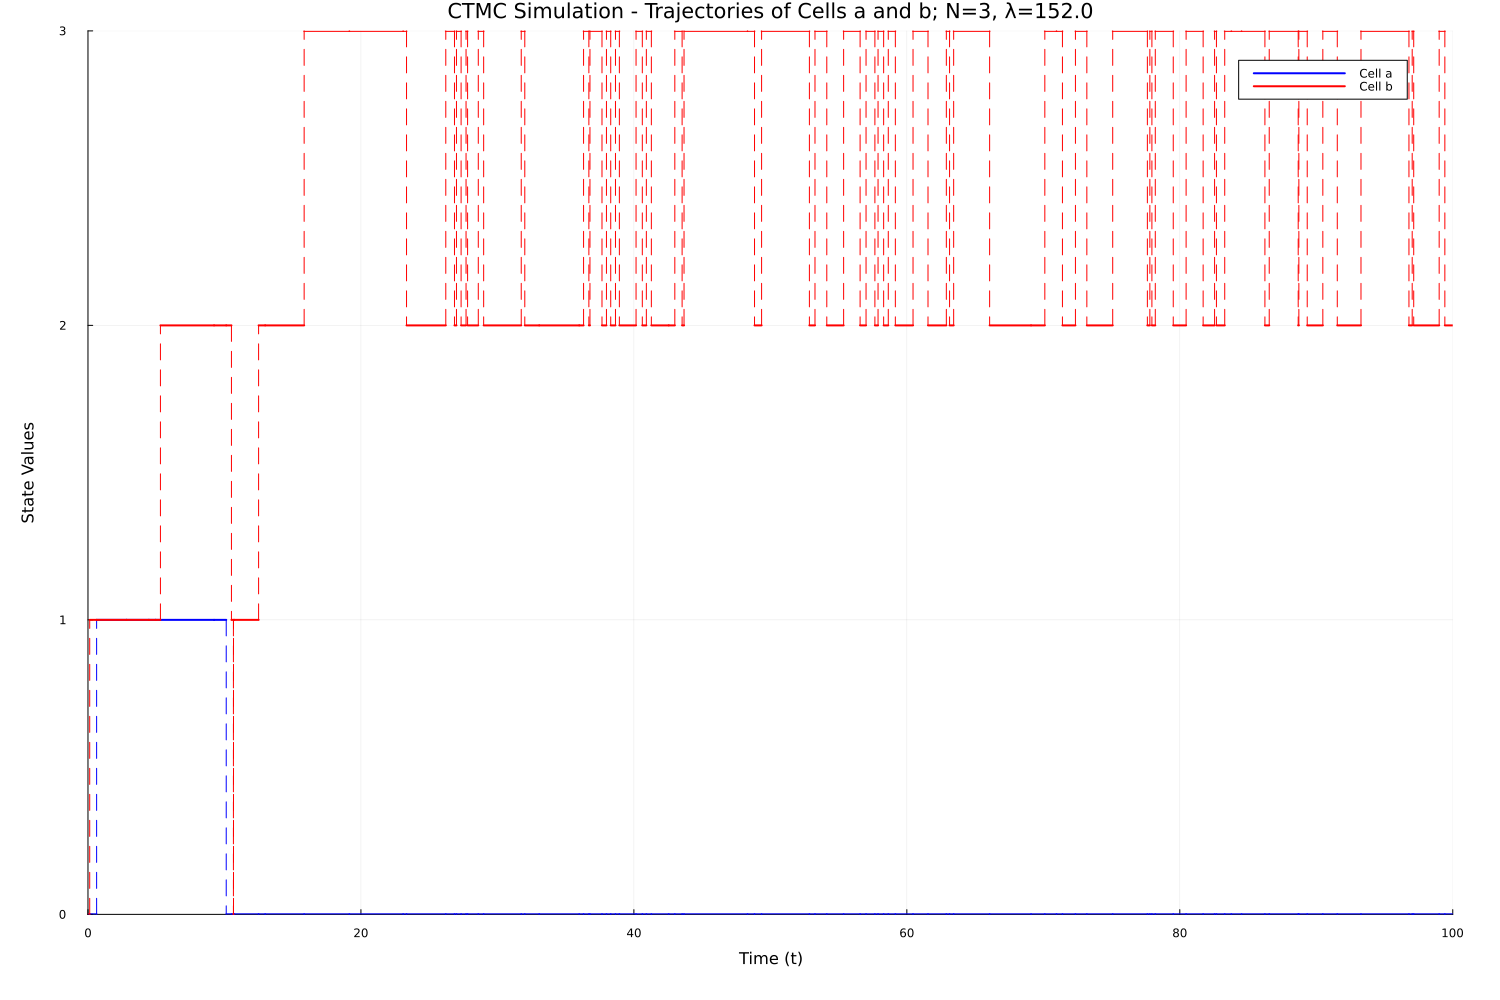 CTMC Simulation - Trajectories of Cells a and b; N=3, λ=152.0
3
Cell a
Cell b
2
State Values
1
0
0 20 40 60 80 100
Time (t)